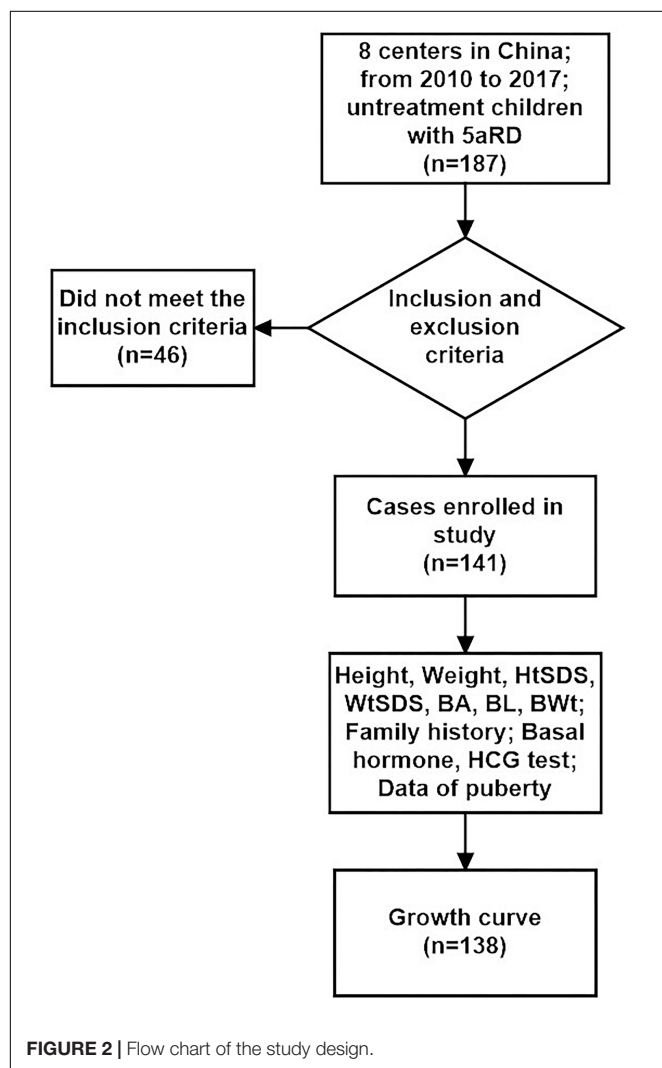 8 centers in China;
from 2010 to 2017;
untreatment children
with 5aRD
(n=187)
Inclusion and
exclusion
criteria
Did not meet the
inclusion criteria
(n=46)
Cases enrolled in
study
(n=141)
Height, Weight, HtSDS,
WtSDS, BA, BL, BWt;
Family history; Basal
hormone, HCG test;
Data of puberty
Growth curve
(n=138)
FIGURE 2 | Flow chart of the study design.